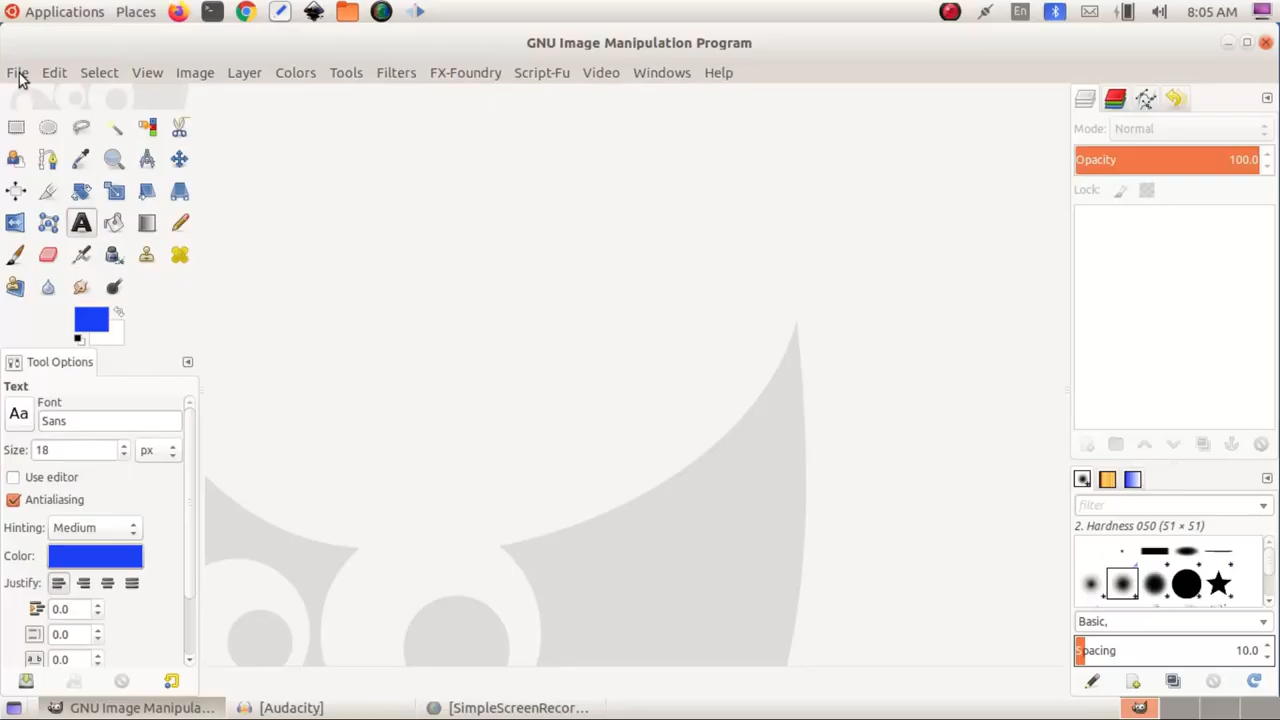 Applications Places En 8:05 AM
GNU Image Manipulation Program
File Edit Select View Image Layer Colors Tools Filters FX-Foundry Script-Fu Video Windows Help
Mode: Normal
Opacity 100.0
Lock:
A
Tool Options
Text
Font
Aa Sans
Size: 18 px
Use editor
Antialiasing
Hinting: Medium
Color:
Justify:
0.0
0.0
a b 0.0
filter
2. Hardness 050 (51 × 51)
Basic,
Spacing 10.0
GNU Image Manipula... [Audacity] [SimpleScreenRecor...